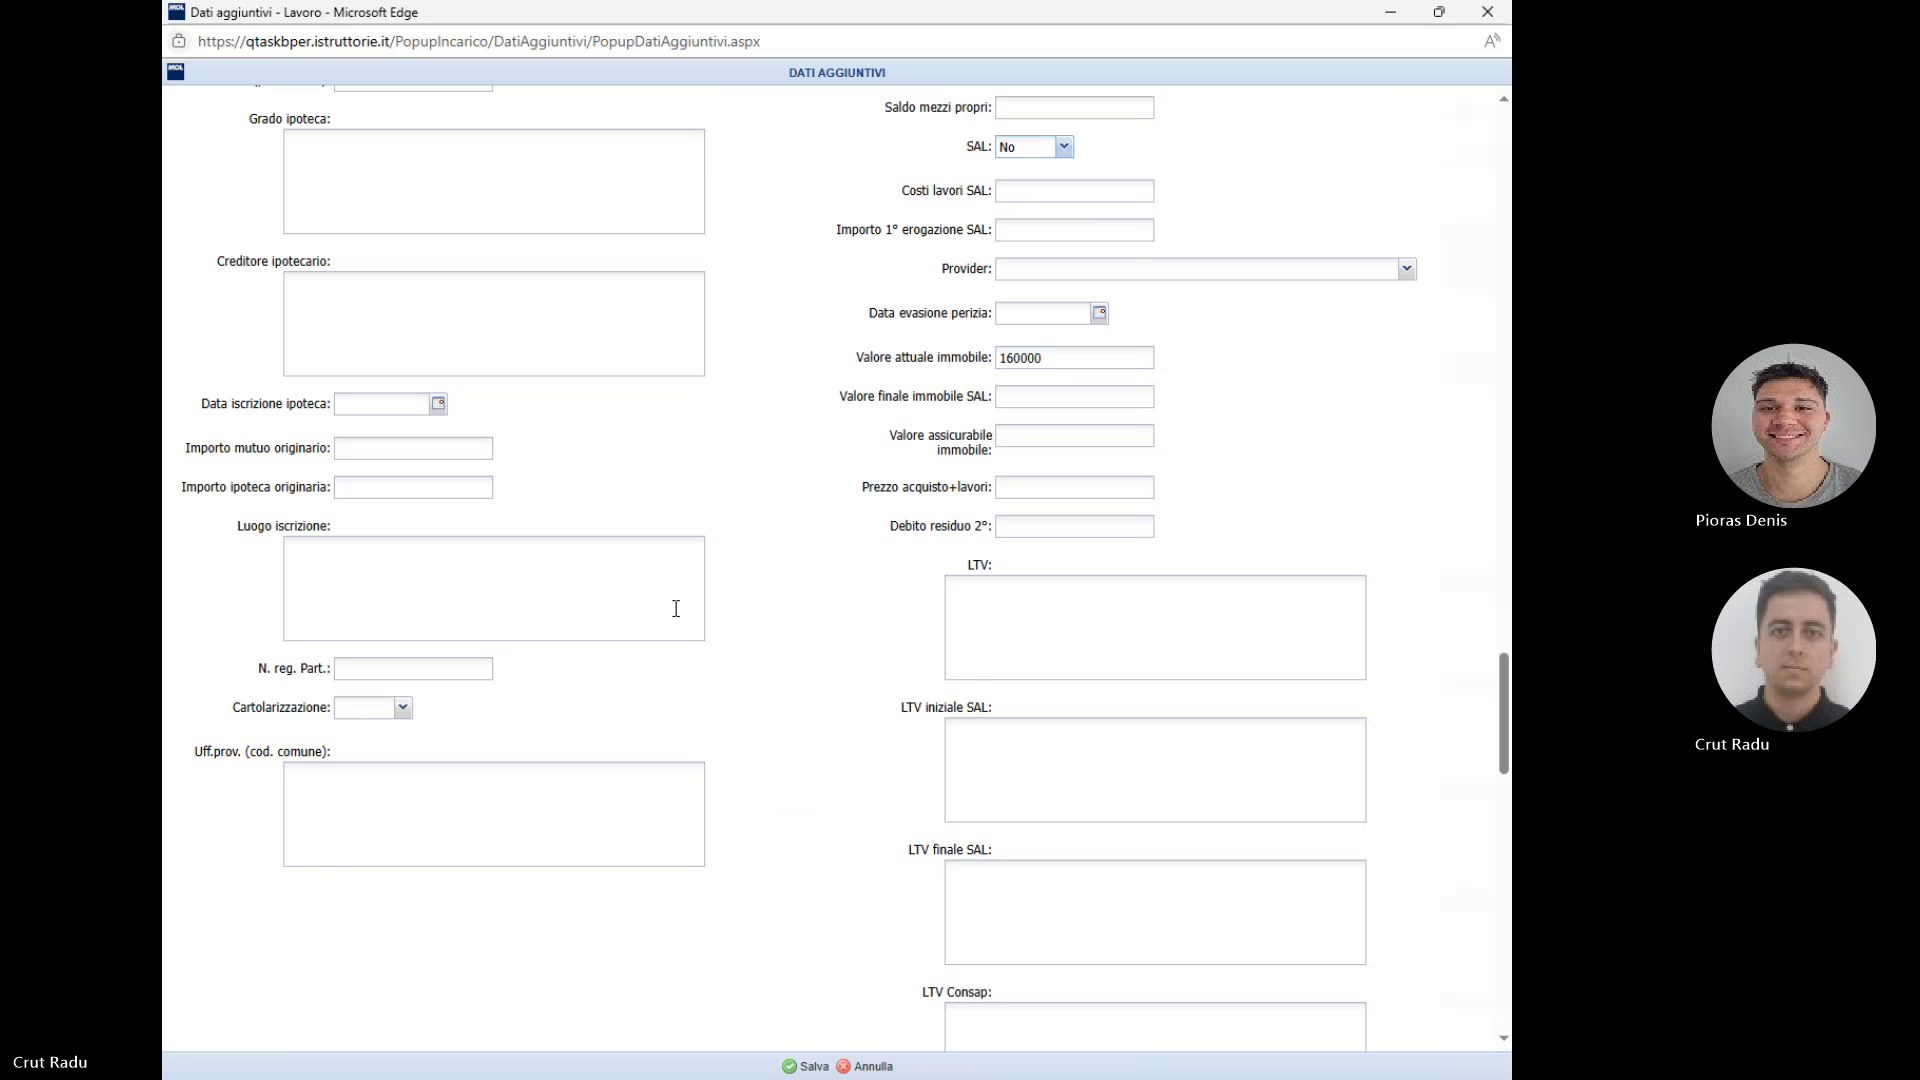 MOL
Dati aggiuntivi - Lavoro - Microsoft Edge
https://qtaskbper.istruttorie.it/PopupIncarico/DatiAggiuntivi/PopupDatiAggiuntivi.aspx
MOL
DATI AGGIUNTIVI
Grado ipoteca:
Creditore ipotecario:
Data iscrizione ipoteca:
Importo mutuo originario:
Importo ipoteca originaria:
Luogo iscrizione:
N. reg. Part.:
Cartolarizzazione:
Uff.prov. (cod. comune):
Saldo mezzi propri:
SAL: No
Costi lavori SAL:
Importo 1° erogazione SAL:
Provider:
Data evasione perizia:
Valore attuale immobile: 160000
Valore finale immobile SAL:
Valore assicurabile
immobile:
Prezzo acquisto+lavori:
Debito residuo 2°:
LTV:
LTV iniziale SAL:
LTV finale SAL:
LTV Consap:
Salva Annulla
Pioras Denis
Crut Radu
Crut Radu